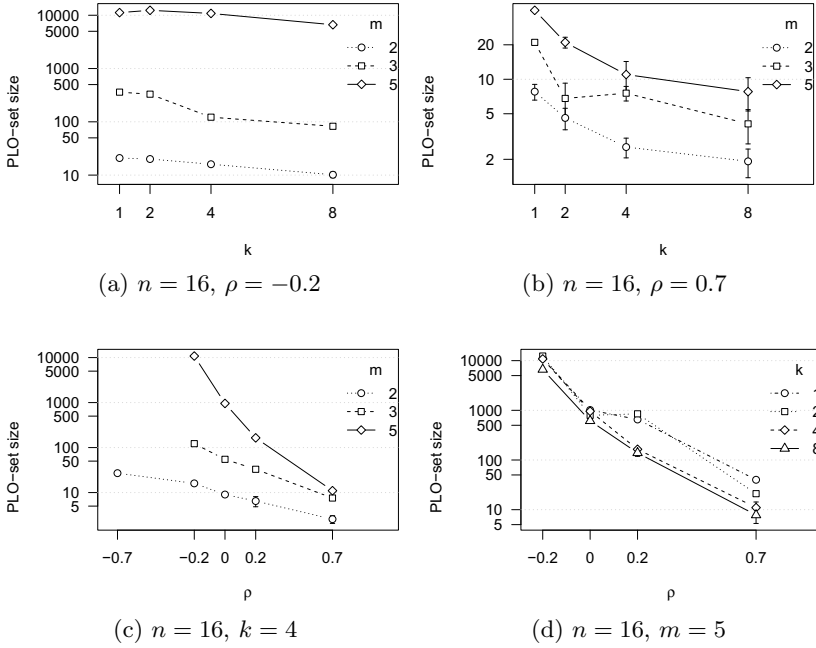 PLO−set size
10000
5000
1000
500
100
50
10
1 2 4 8
k
m
2
3
5
(a) n = 16, ρ = −0.2
PLO−set size
20
10
5
2
1 2 4 8
k
m
2
3
5
(b) n = 16, ρ = 0.7
PLO−set size
10000
5000
1000
500
100
50
10
5
−0.7 −0.2 0 0.2 0.7
ρ
m
2
3
5
(c) n = 16, k = 4
PLO−set size
10000
5000
1000
500
100
50
10
5
−0.2 0 0.2 0.7
ρ
k
1
2
4
8
(d) n = 16, m = 5